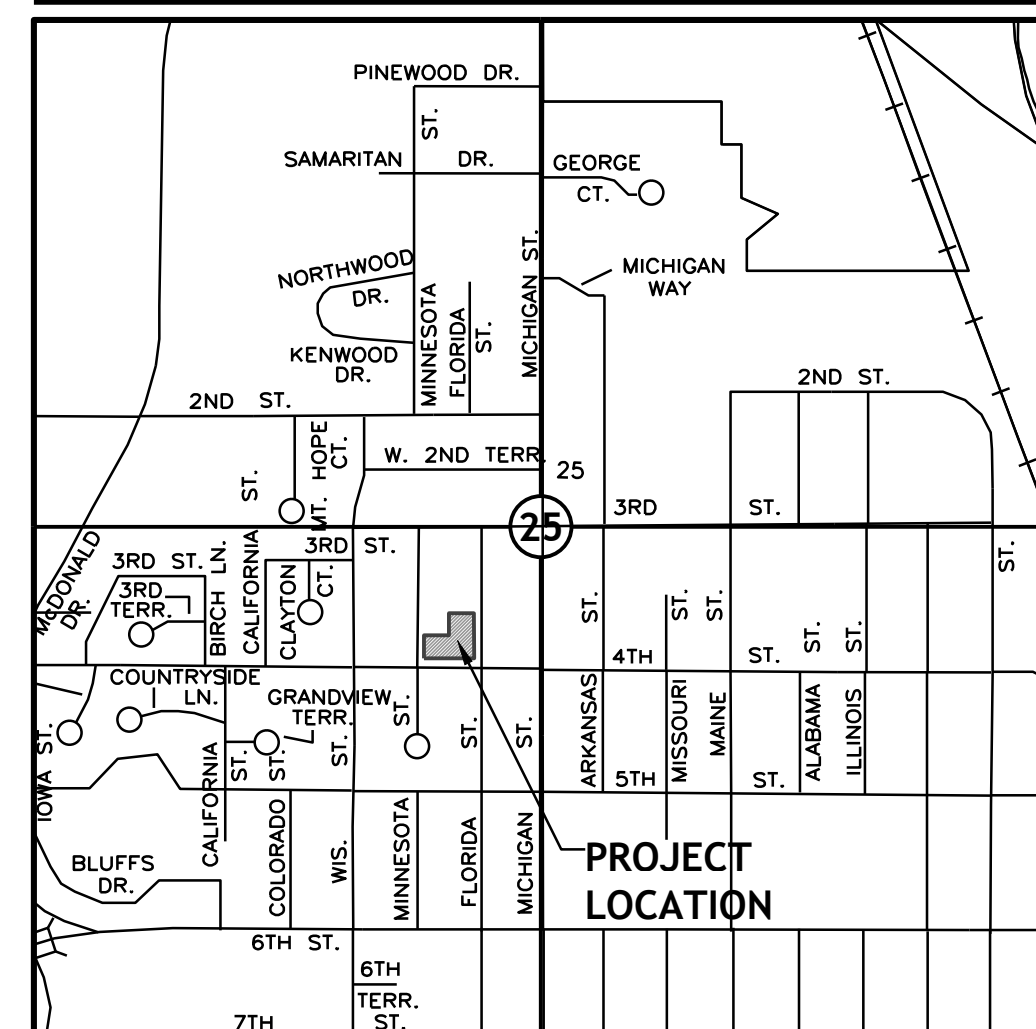 PINEWOOD DR.
ST.
SAMARITAN DR.
GEORGE
CT.
NORTHWOOD
DR.
KENWOOD
DR.
MINNESOTA
FLORIDA
ST.
MICHIGAN ST.
MICHIGAN
WAY
2ND ST.
2ND ST.
MT. HOPE
CT.
ST.
W. 2ND TERR.
25
25
3RD ST.
McDONALD
DR.
3RD ST.
3RD
TERR.
BIRCH LN.
CALIFORNIA
3RD ST.
CLAYTON
CT.
ST.
ST.
ST.
ST.
ST.
ST.
4TH ST.
COUNTRYSIDE
LN.
GRANDVIEW
TERR.
IOWA ST.
CALIFORNIA
ST.
ST.
ST.
ST.
ST.
ST.
ARKANSAS
MISSOURI
MAINE
ALABAMA
ILLINOIS
5TH ST.
BLUFFS
DR.
COLORADO
WIS.
MINNESOTA
FLORIDA
MICHIGAN
PROJECT
LOCATION
6TH ST.
6TH
TERR.
7TH ST.